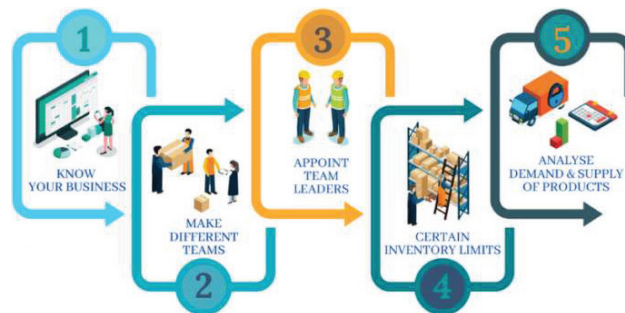 1
KNOW
YOUR BUSINESS
MAKE
DIFFERENT
TEAMS
2
3
APPOINT
TEAM
LEADERS
CERTAIN
INVENTORY LIMITS
4
5
ANALYSE
DEMAND & SUPPLY
OF PRODUCTS